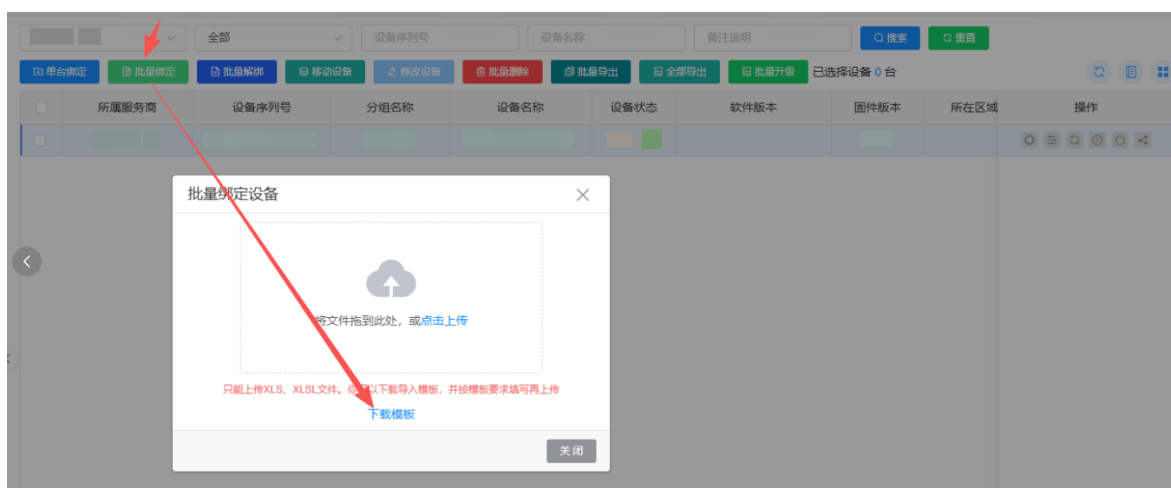 全部 设备序列号 设备名称 备注说明 搜索 重置
单台绑定 批量绑定 批量解绑 移动设备 修改设备 批量删除 批量导出 全部导出 批量升级 已选择设备 0 台
所属服务商 设备序列号 分组名称 设备名称 设备状态 软件版本 固件版本 所在区域 操作
批量绑定设备
将文件拖到此处，或点击上传
只能上传XLS、XLSL文件。你可以下载导入模板，并按模板要求填写再上传
下载模板
关闭